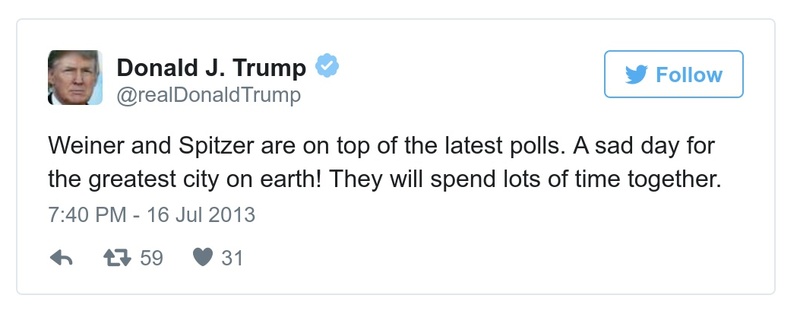 Donald J. Trump
@realDonaldTrump
Follow
Weiner and Spitzer are on top of the latest polls. A sad day for
the greatest city on earth! They will spend lots of time together.
7:40 PM - 16 Jul 2013
59 31